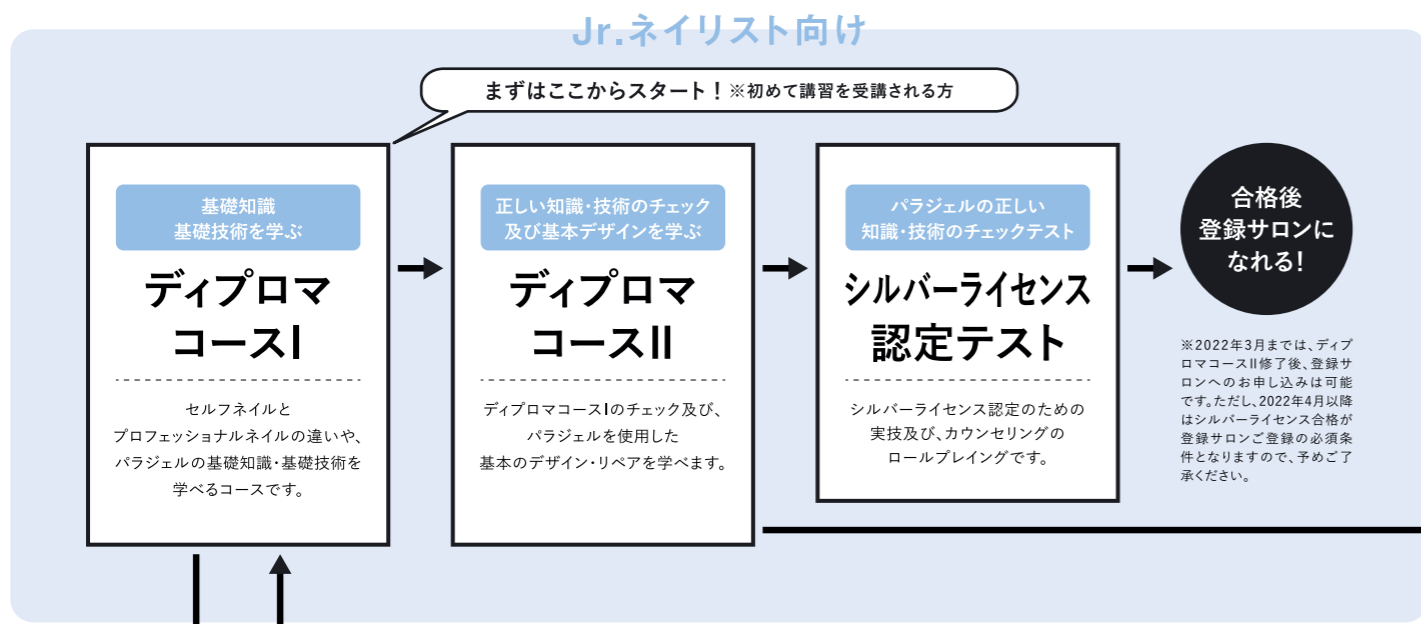 Jr.ネイリスト向け
まずはここからスタート！※初めて講習を受講される方
基礎知識
基礎技術を学ぶ
ディプロマ
コースI
セルフネイルと
プロフェッショナルネイルの違いや、
パラジェルの基礎知識・基礎技術を
学べるコースです。
正しい知識・技術のチェック
及び基本デザインを学ぶ
ディプロマ
コースII
ディプロマコースIのチェック及び、
パラジェルを使用した
基本のデザイン・リペアを学べます。
パラジェルの正しい
知識・技術のチェックテスト
シルバーライセンス
認定テスト
シルバーライセンス認定のための
実技及び、カウンセリングの
ロールプレイングです。
合格後
登録サロンに
なれる！
※2022年3月までは、ディプ
ロマコースII修了後、登録サ
ロンへのお申し込みは可能
です。ただし、2022年4月以降
はシルバーライセンス合格が
登録サロンご登録の必須条
件となりますので、予めご了
承ください。